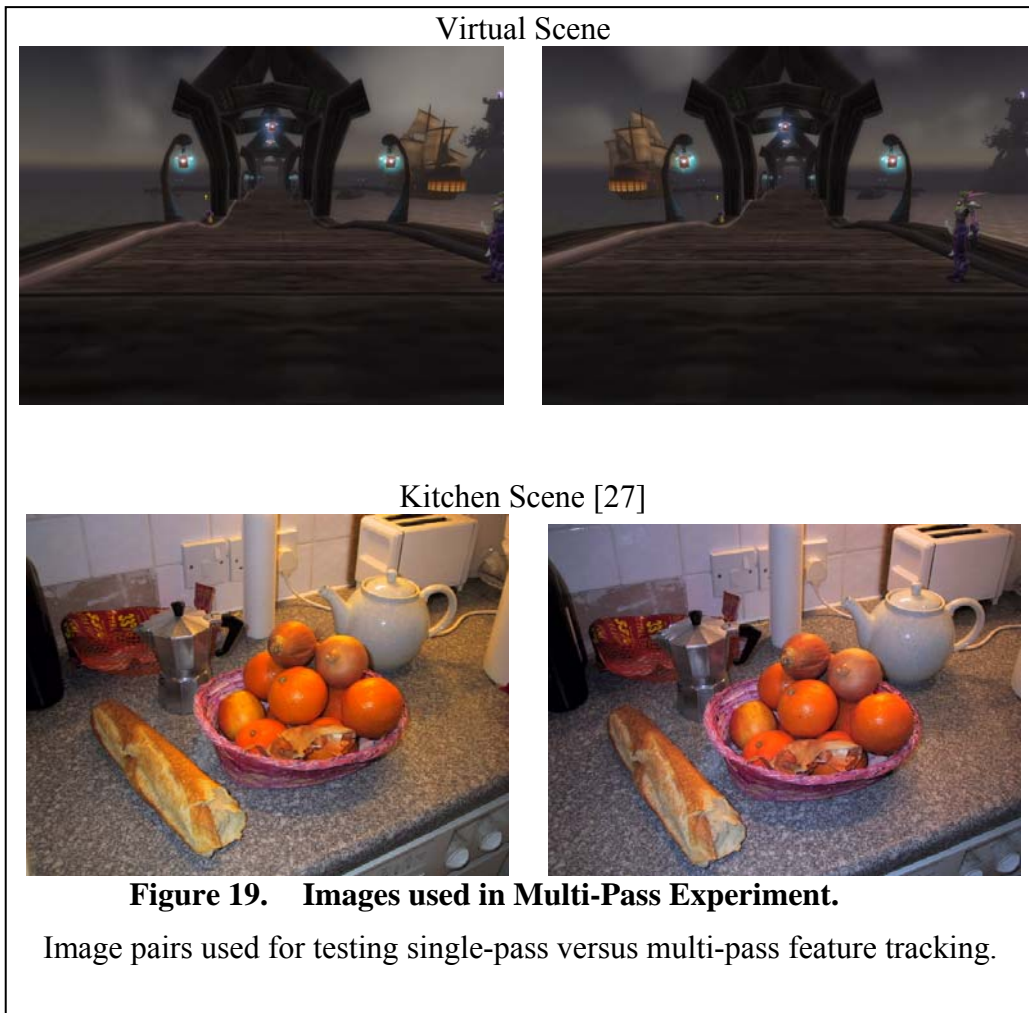 Virtual Scene
Kitchen Scene [27]
Figure 19. Images used in Multi-Pass Experiment.
Image pairs used for testing single-pass versus multi-pass feature tracking.